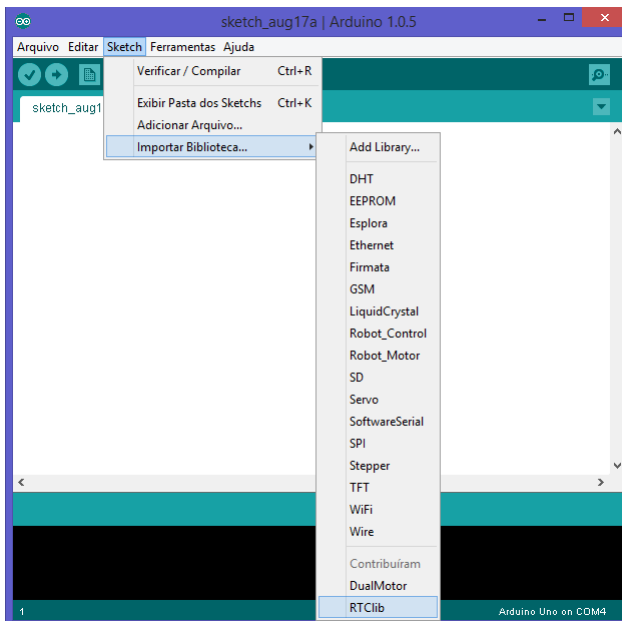 sketch_aug17a | Arduino 1.0.5
Arquivo Editar Sketch Ferramentas Ajuda
Verificar / Compilar Ctrl+R
sketch_aug1
Exibir Pasta dos Sketchs Ctrl+K
Adicionar Arquivo...
Importar Biblioteca...
Add Library...
DHT
EEPROM
Esplora
Ethernet
Firmata
GSM
LiquidCrystal
Robot_Control
Robot_Motor
SD
Servo
SoftwareSerial
SPI
Stepper
TFT
WiFi
Wire
Contribuíram
DualMotor
RTClib
1 Arduino Uno on COM4